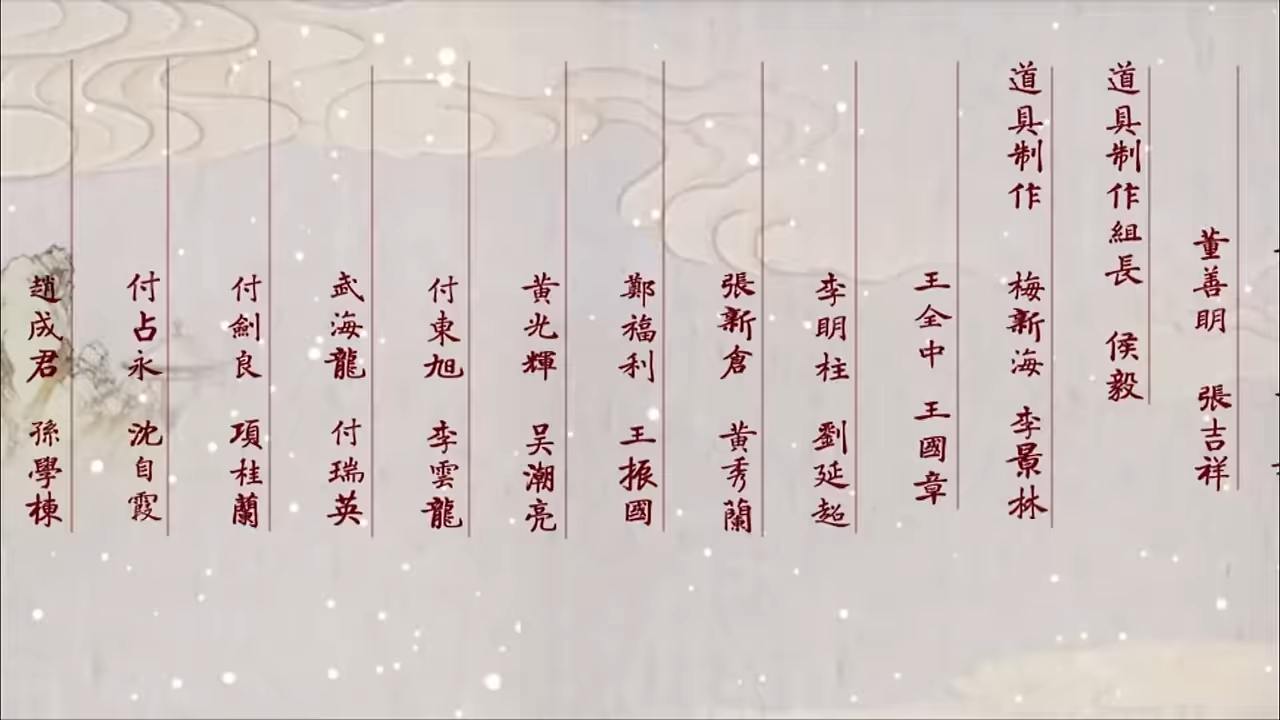 董善明 張吉祥
道具制作組長 侯毅
道具制作 梅新海 李景林
王全中 王國章
李明柱 劉延超
張新倉 黃秀蘭
鄭福利 王振國
黃光輝 吴潮亮
付東旭 李雲龍
武海龍 付瑞英
付劍良 項桂蘭
付占永 沈自霞
趙成君 孫學棟